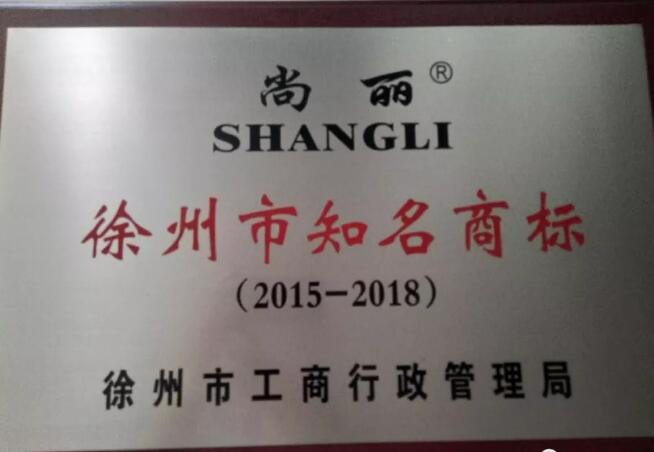 尚丽®
SHANGLI
徐州市知名商标
(2015-2018)
徐州市工商行政管理局